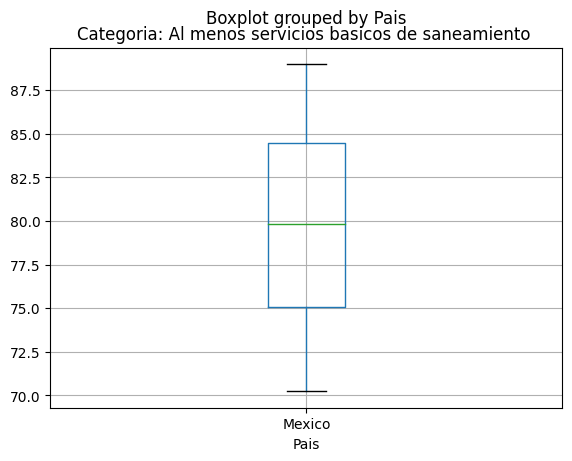 Boxplot grouped by Pais
Categoria: Al menos servicios basicos de saneamiento
87.5
85.0
82.5
80.0
77.5
75.0
72.5
70.0
Mexico
Pais